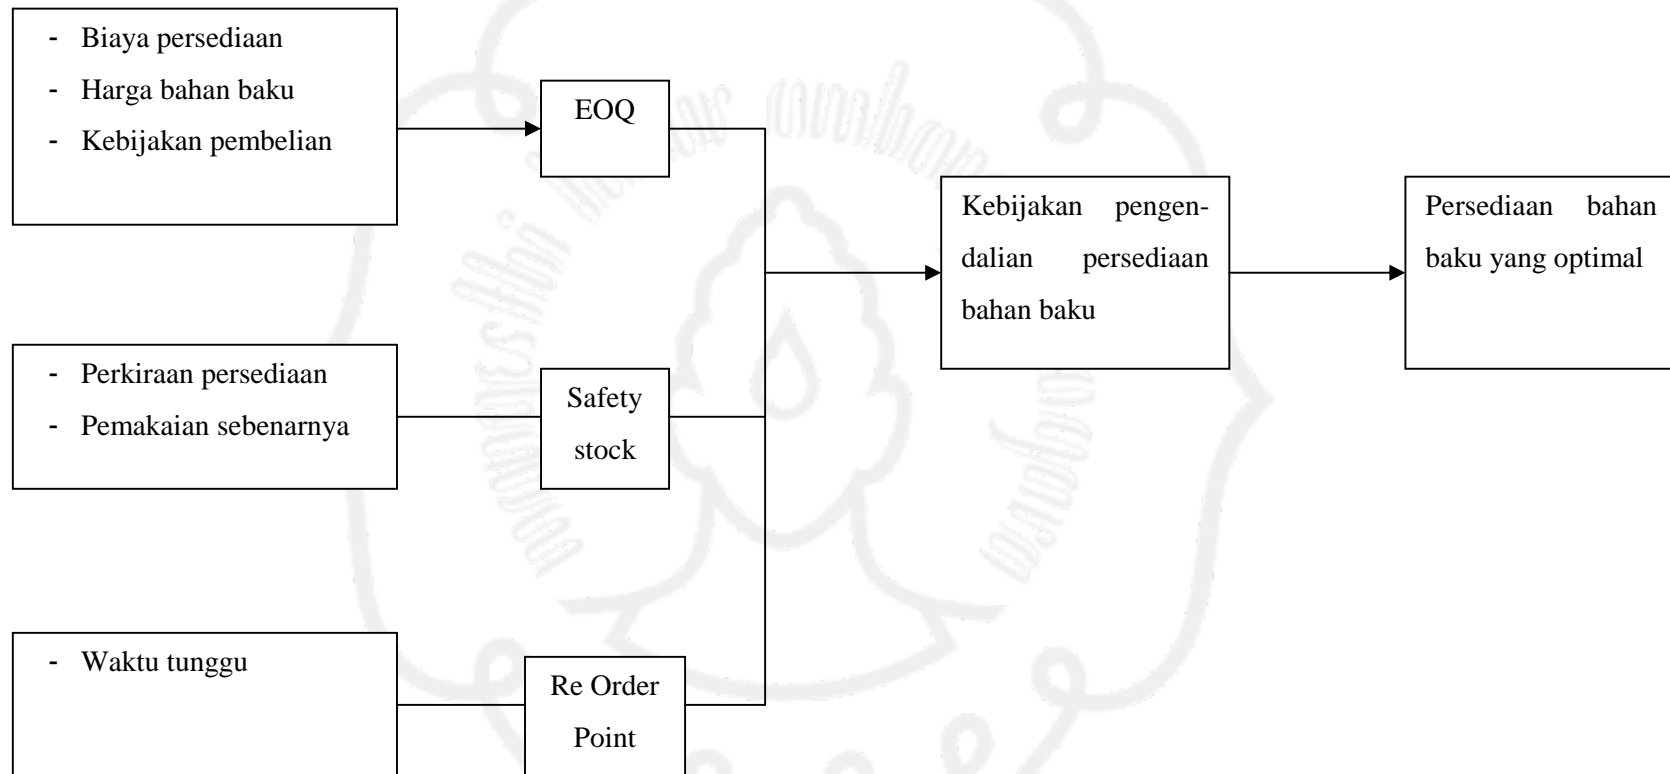 - Biaya persediaan
- Harga bahan baku
- Kebijakan pembelian
EOQ
Kebijakan pengen-
dalian persediaan
bahan baku
Persediaan bahan
baku yang optimal
- Perkiraan persediaan
- Pemakaian sebenarnya
Safety
stock
- Waktu tunggu
Re Order
Point